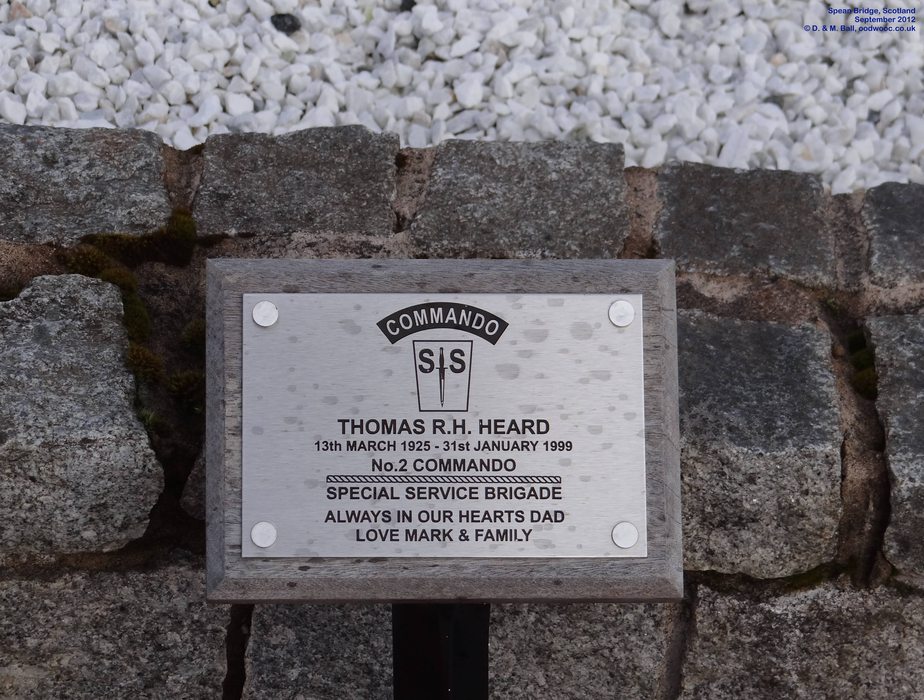 Spean Bridge, Scotland
September 2012
© D. & M. Ball, oodwooc.co.uk
COMMANDO
S S
THOMAS R.H. HEARD
13th MARCH 1925 - 31st JANUARY 1999
No.2 COMMANDO
SPECIAL SERVICE BRIGADE
ALWAYS IN OUR HEARTS DAD
LOVE MARK & FAMILY